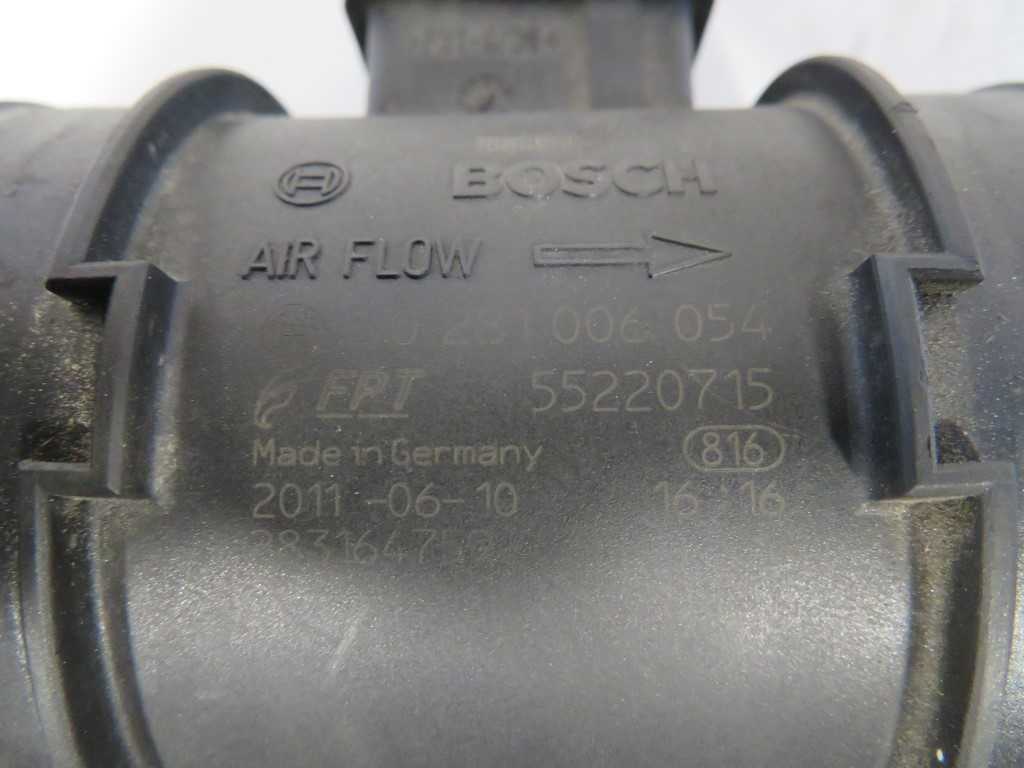 BOSCH
AIR FLOW
0 281 006 054
FPT 55220715
Made in Germany 816
2011-06-10 16 16